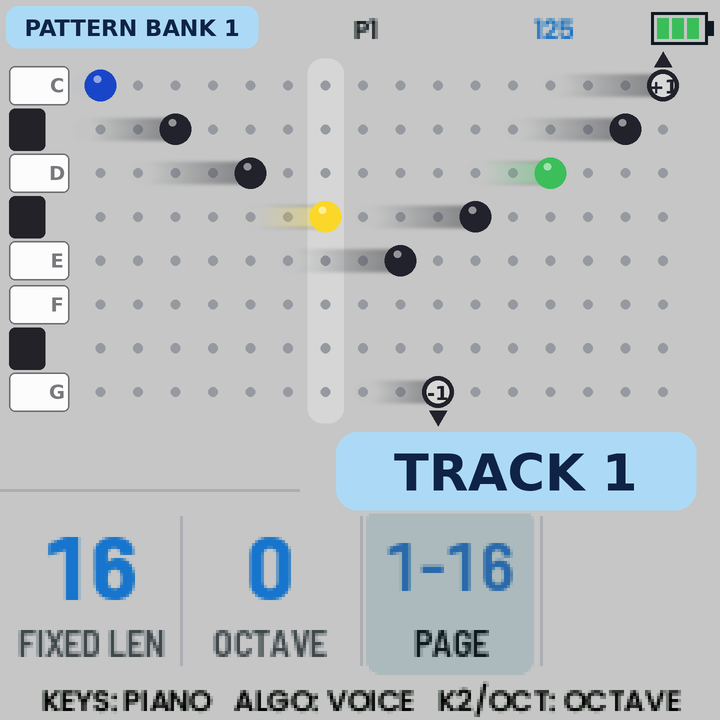 PATTERN BANK 1 P1 125
C
+1
D
E
F
G
-1
TRACK 1
16 0 1-16
FIXED LEN OCTAVE PAGE
KEYS: PIANO ALGO: VOICE K2/OCT: OCTAVE